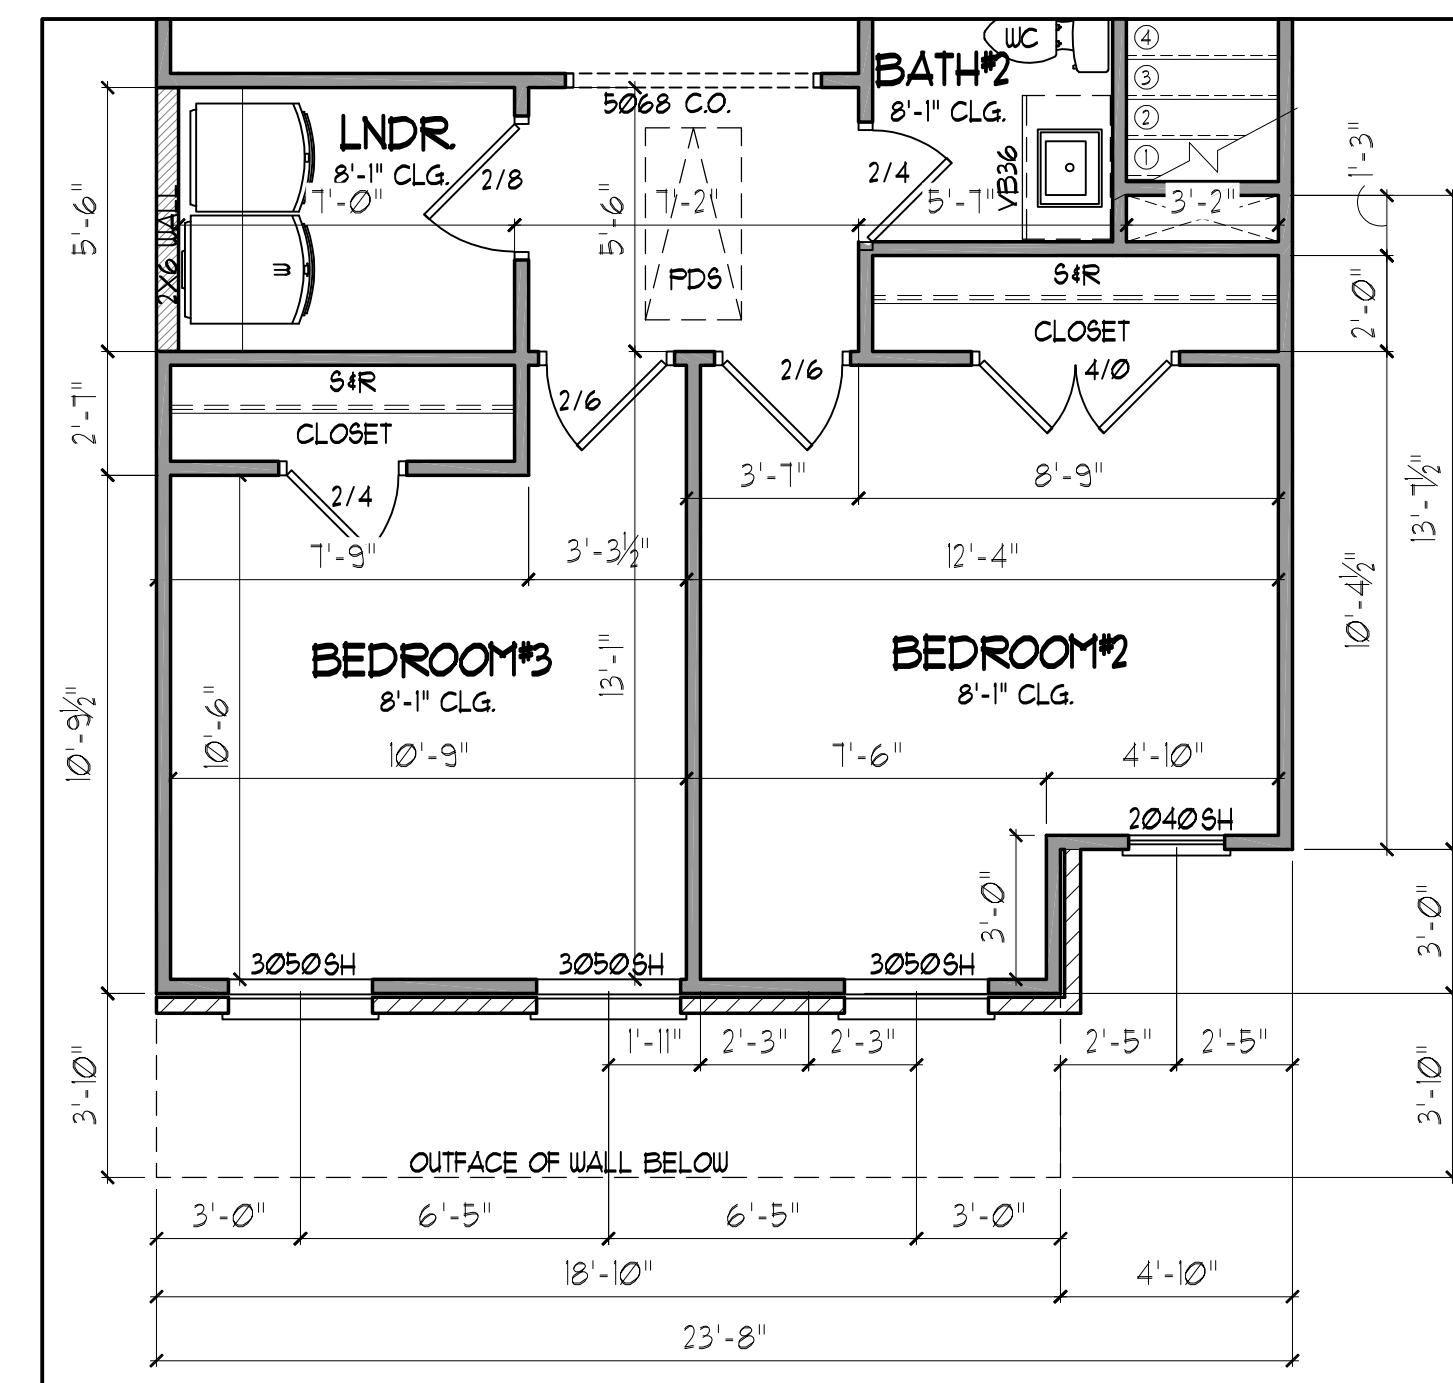 WC
4
BATH#2
3
5068 C.O.
8'-1" CLG.
2
LNDR.
1
8'-1" CLG.
2/8
2/4
VB36
1'-3"
5'-6"
7'-0"
5'-6"
7'-2"
5'-7"
3'-2"
2X6 WALL
W
PDS
S&R
2'-0"
CLOSET
S&R
2/6
2/6
4/0
2'-7"
CLOSET
3'-7"
8'-9"
2/4
13'-7½"
7'-9"
3'-3½"
12'-4"
10'-4½"
BEDROOM#3
13'-1"
BEDROOM#2
8'-1" CLG.
8'-1" CLG.
10'-9½"
10'-6"
10'-9"
7'-6"
4'-10"
2040SH
3'-0"
3'-0"
3050SH
3050SH
3050SH
1'-11"
2'-3"
2'-3"
2'-5"
2'-5"
3'-10"
3'-10"
OUTFACE OF WALL BELOW
3'-0"
6'-5"
6'-5"
3'-0"
18'-10"
4'-10"
23'-8"